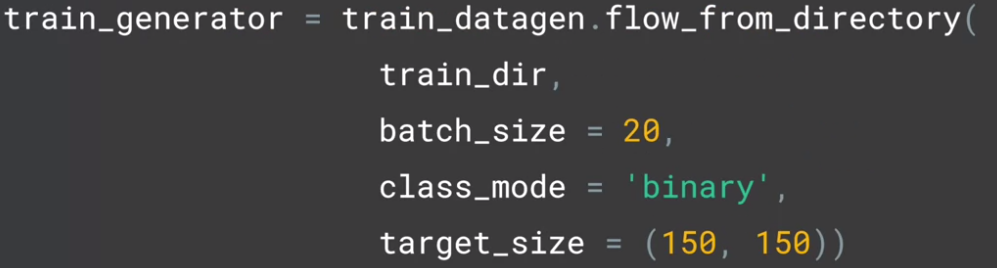 train_generator = train_datagen.flow_from_directory(
train_dir,
batch_size = 20,
class_mode = 'binary',
target_size = (150, 150))